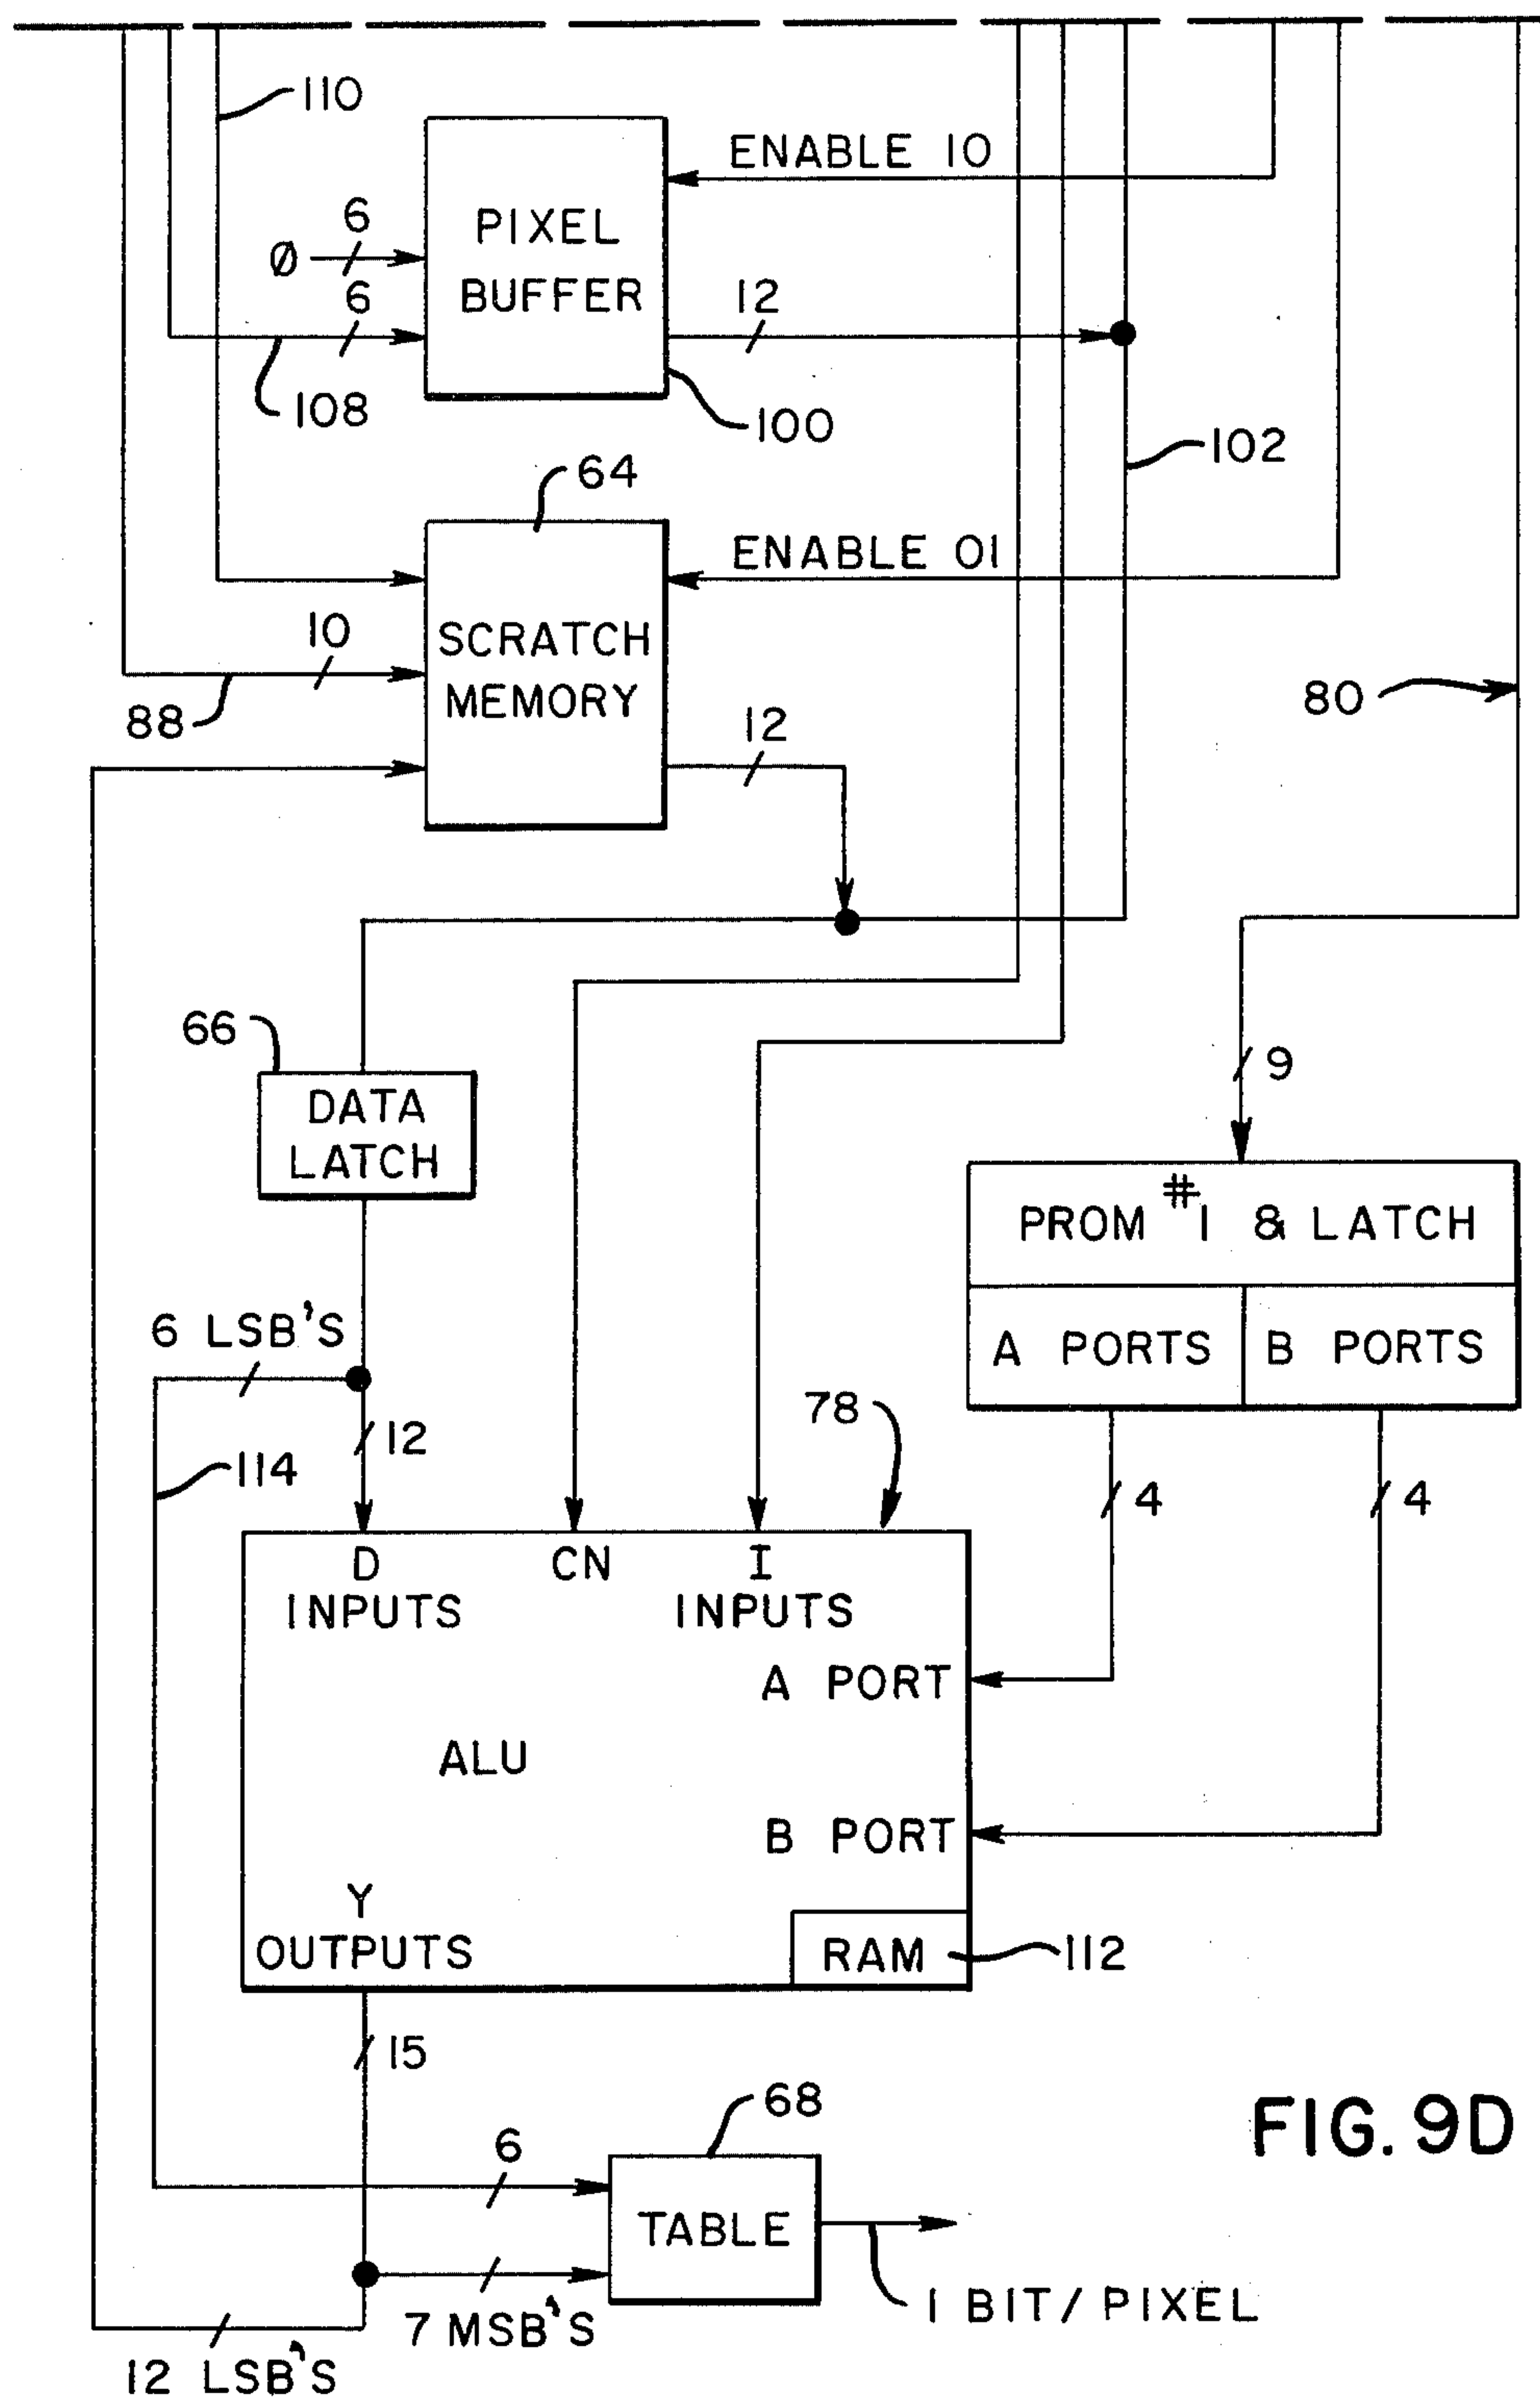 110
ENABLE 10
6
PIXEL
Ø
6
BUFFER
12
108
100
102
64
ENABLE 01
10
SCRATCH
MEMORY
80
88
12
66
9
DATA
LATCH
PROM #1 & LATCH
6 LSB'S
A PORTS
B PORTS
78
12
114
4
4
D
CN
I
INPUTS
INPUTS
A PORT
ALU
B PORT
Y
OUTPUTS
RAM
112
15
68
FIG. 9D
6
TABLE
7 MSB'S
1 BIT/PIXEL
12 LSB'S